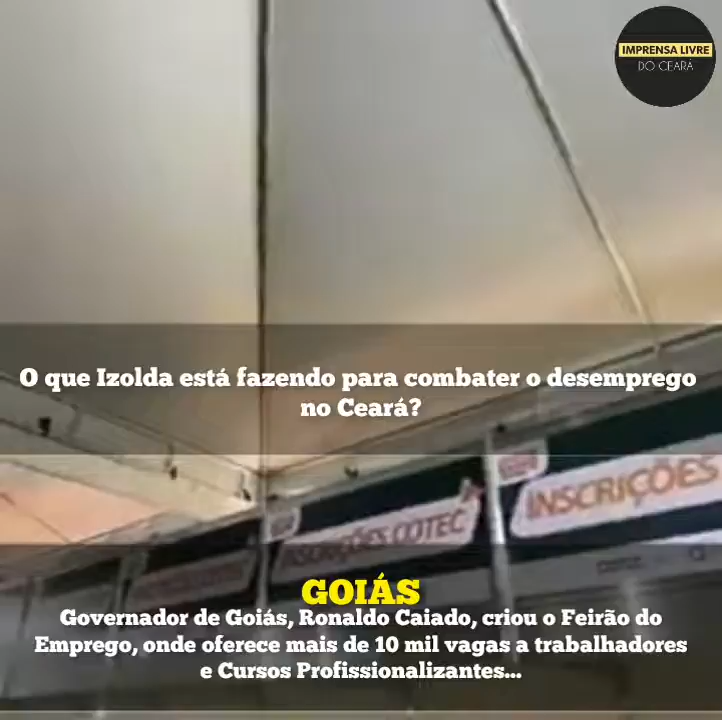 IMPRENSA LIVRE
DO CEARÁ
O que Izolda está fazendo para combater o desemprego
no Ceará?
INSCRIÇÕES
INSCRIÇÕES COTEC
GOIÁS
Governador de Goiás, Ronaldo Caiado, criou o Feirão do
Emprego, onde oferece mais de 10 mil vagas a trabalhadores
e Cursos Profissionalizantes...